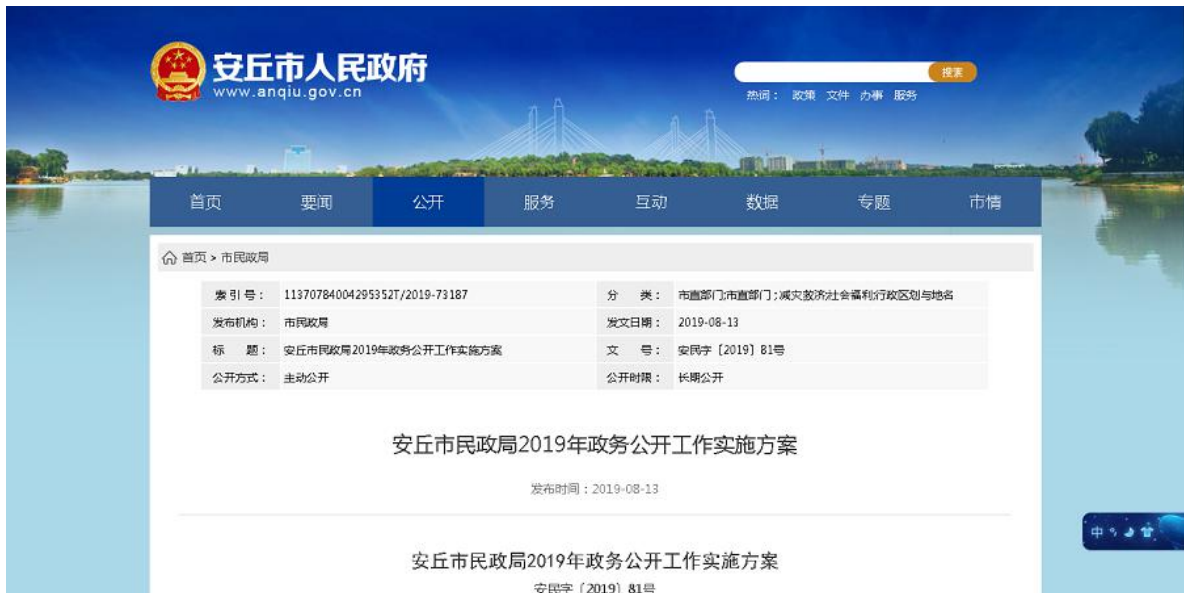 安丘市人民政府
www.anqiu.gov.cn
搜索
热词： 政策 文件 办事 服务
首页 要闻 公开 服务 互动 数据 专题 市情
首页 > 市民政局
索引号： 11370784004295352T/2019-73187 分 类： 市直部门;市直部门；减灾救济;社会福利;行政区划与地名
发布机构： 市民政局 发文日期： 2019-08-13
标 题： 安丘市民政局2019年政务公开工作实施方案 文 号： 安民字〔2019〕81号
公开方式： 主动公开 公开时限： 长期公开
安丘市民政局2019年政务公开工作实施方案
发布时间：2019-08-13
中
安丘市民政局2019年政务公开工作实施方案
安民字〔2019〕81号